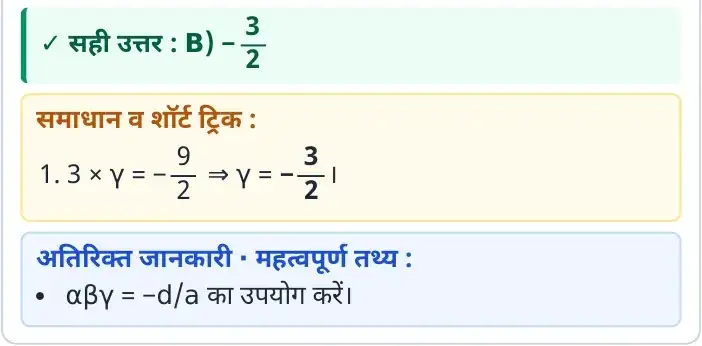 ✓ सही उत्तर : B) −3/2
समाधान व शॉर्ट ट्रिक :
1. 3 × γ = −9/2 ⇒ γ = −3/2।
अतिरिक्त जानकारी · महत्वपूर्ण तथ्य :
• αβγ = −d/a का उपयोग करें।